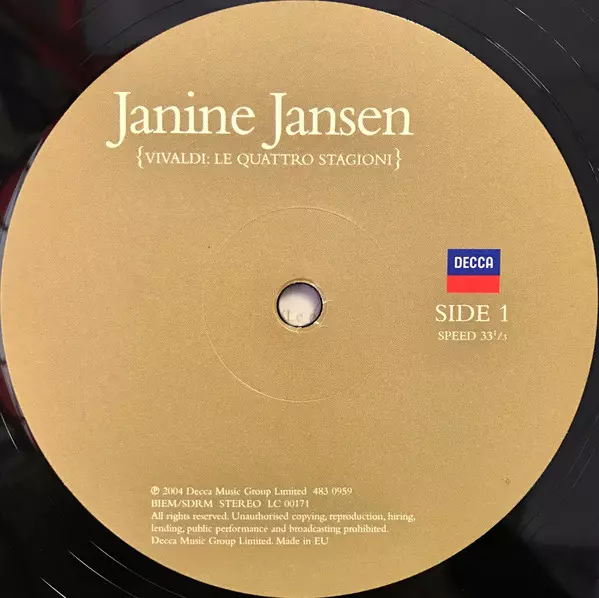 Janine Jansen
{VIVALDI: LE QUATTRO STAGIONI}
DECCA
SIDE 1
SPEED 33¹/₃
℗ 2004 Decca Music Group Limited 483 0959
BIEM/SDRM STEREO LC 00171
All rights reserved. Unauthorised copying, reproduction, hiring,
lending, public performance and broadcasting prohibited.
Decca Music Group Limited. Made in EU